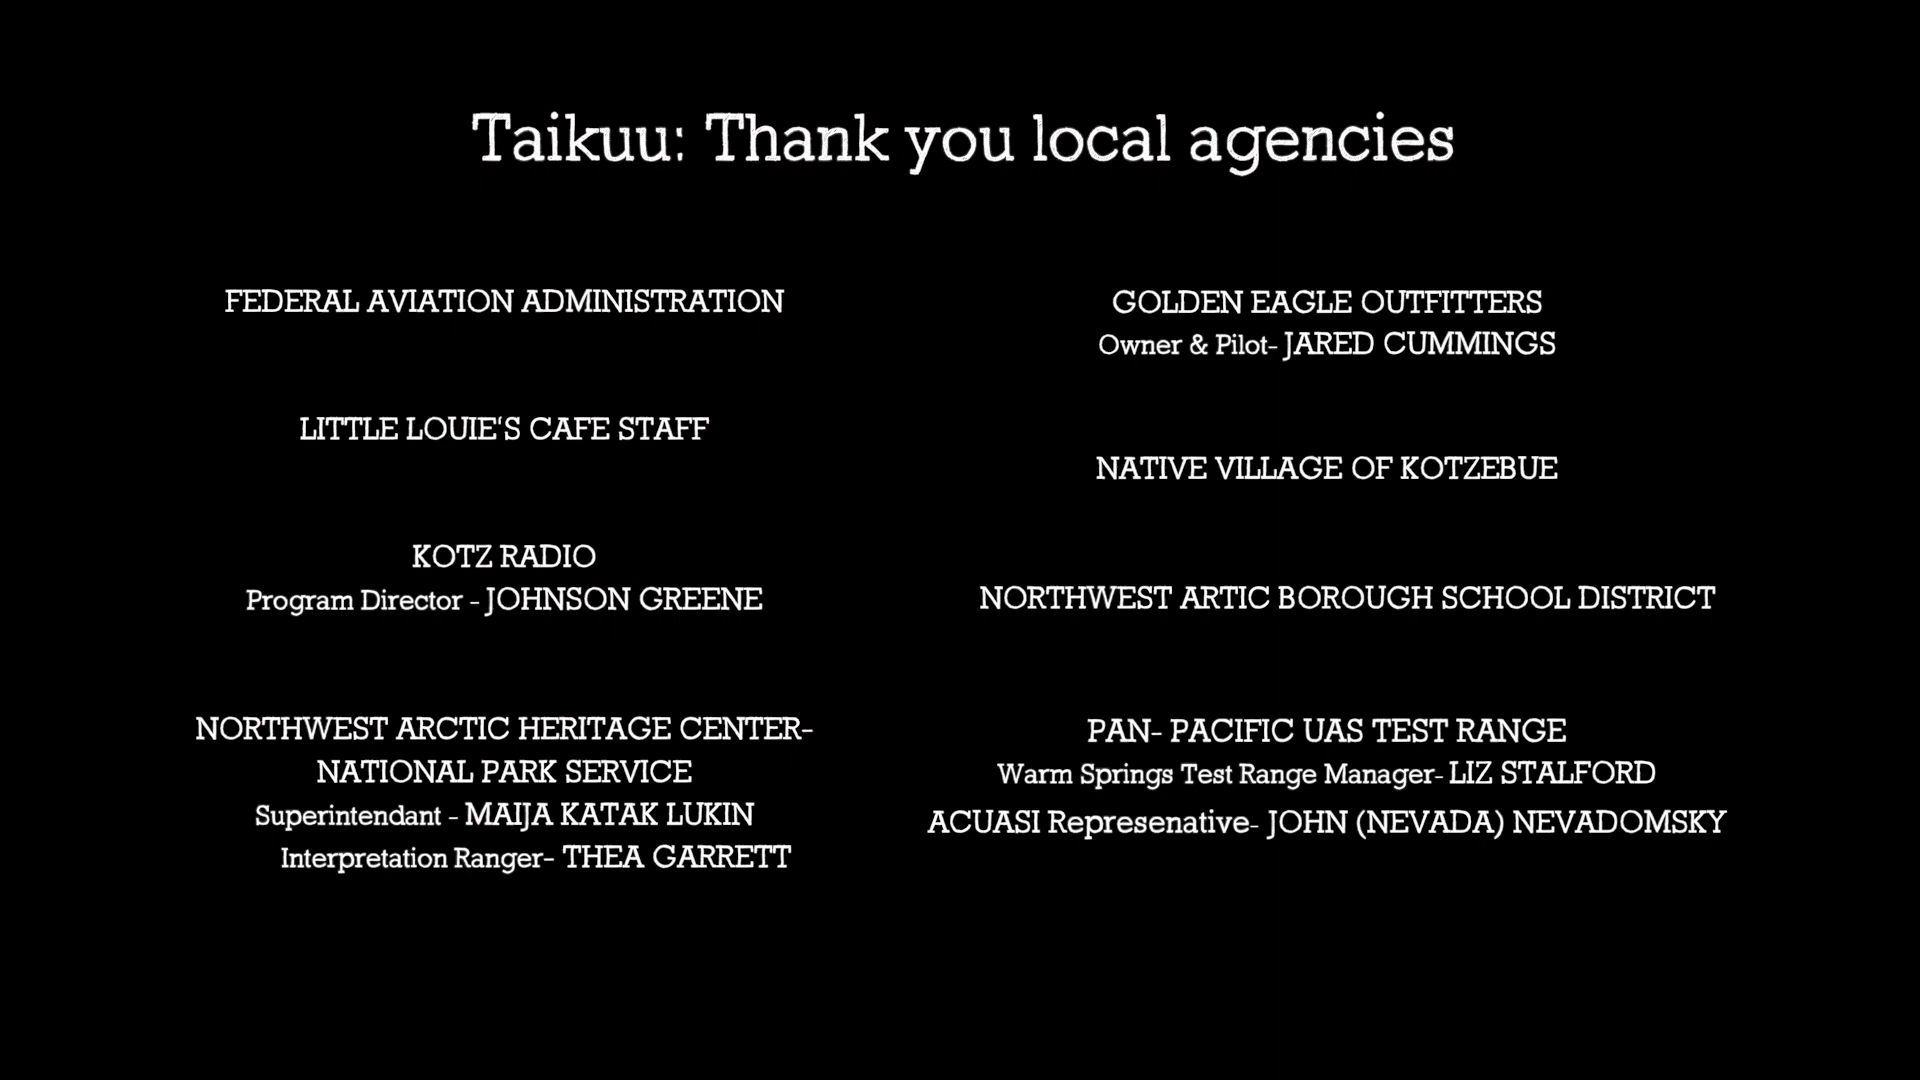 Taikuu: Thank you local agencies
FEDERAL AVIATION ADMINISTRATION
LITTLE LOUIE'S CAFE STAFF
KOTZ RADIO
Program Director - JOHNSON GREENE
NORTHWEST ARCTIC HERITAGE CENTER-
NATIONAL PARK SERVICE
Superintendant - MAIJA KATAK LUKIN
Interpretation Ranger- THEA GARRETT
GOLDEN EAGLE OUTFITTERS
Owner & Pilot- JARED CUMMINGS
NATIVE VILLAGE OF KOTZEBUE
NORTHWEST ARTIC BOROUGH SCHOOL DISTRICT
PAN- PACIFIC UAS TEST RANGE
Warm Springs Test Range Manager- LIZ STALFORD
ACUASI Represenative- JOHN (NEVADA) NEVADOMSKY